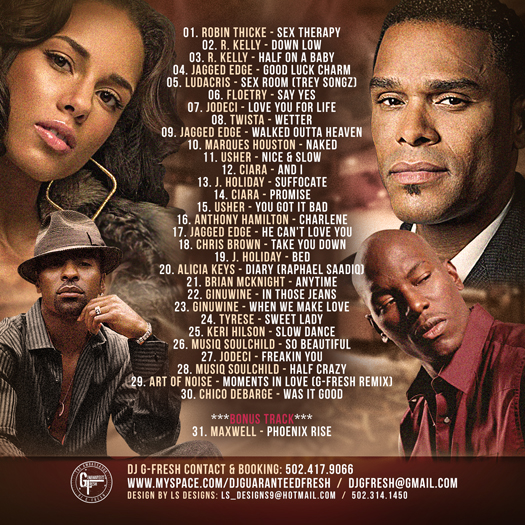 01. ROBIN THICKE - SEX THERAPY
02. R. KELLY - DOWN LOW
03. R. KELLY - HALF ON A BABY
04. JAGGED EDGE - GOOD LUCK CHARM
05. LUDACRIS - SEX ROOM (TREY SONGZ)
06. FLOETRY - SAY YES
07. JODECI - LOVE YOU FOR LIFE
08. TWISTA - WETTER
09. JAGGED EDGE - WALKED OUTTA HEAVEN
10. MARQUES HOUSTON - NAKED
11. USHER - NICE & SLOW
12. CIARA - AND I
13. J. HOLIDAY - SUFFOCATE
14. CIARA - PROMISE
15. USHER - YOU GOT IT BAD
16. ANTHONY HAMILTON - CHARLENE
17. JAGGED EDGE - HE CAN'T LOVE YOU
18. CHRIS BROWN - TAKE YOU DOWN
19. J. HOLIDAY - BED
20. ALICIA KEYS - DIARY (RAPHAEL SAADIQ)
21. BRIAN MCKNIGHT - ANYTIME
22. GINUWINE - IN THOSE JEANS
23. GINUWINE - WHEN WE MAKE LOVE
24. TYRESE - SWEET LADY
25. KERI HILSON - SLOW DANCE
26. MUSIQ SOULCHILD - SO BEAUTIFUL
27. JODECI - FREAKIN YOU
28. MUSIQ SOULCHILD - HALF CRAZY
29. ART OF NOISE - MOMENTS IN LOVE (G-FRESH REMIX)
30. CHICO DEBARGE - WAS IT GOOD
***BONUS TRACK***
31. MAXWELL - PHOENIX RISE
DJ G-FRESH CONTACT & BOOKING: 502.417.9066
WWW.MYSPACE.COM/DJGUARANTEEDFRESH / DJGFRESH@GMAIL.COM
DESIGN BY LS DESIGNS: LS_DESIGNS9@HOTMAIL.COM / 502.314.1450